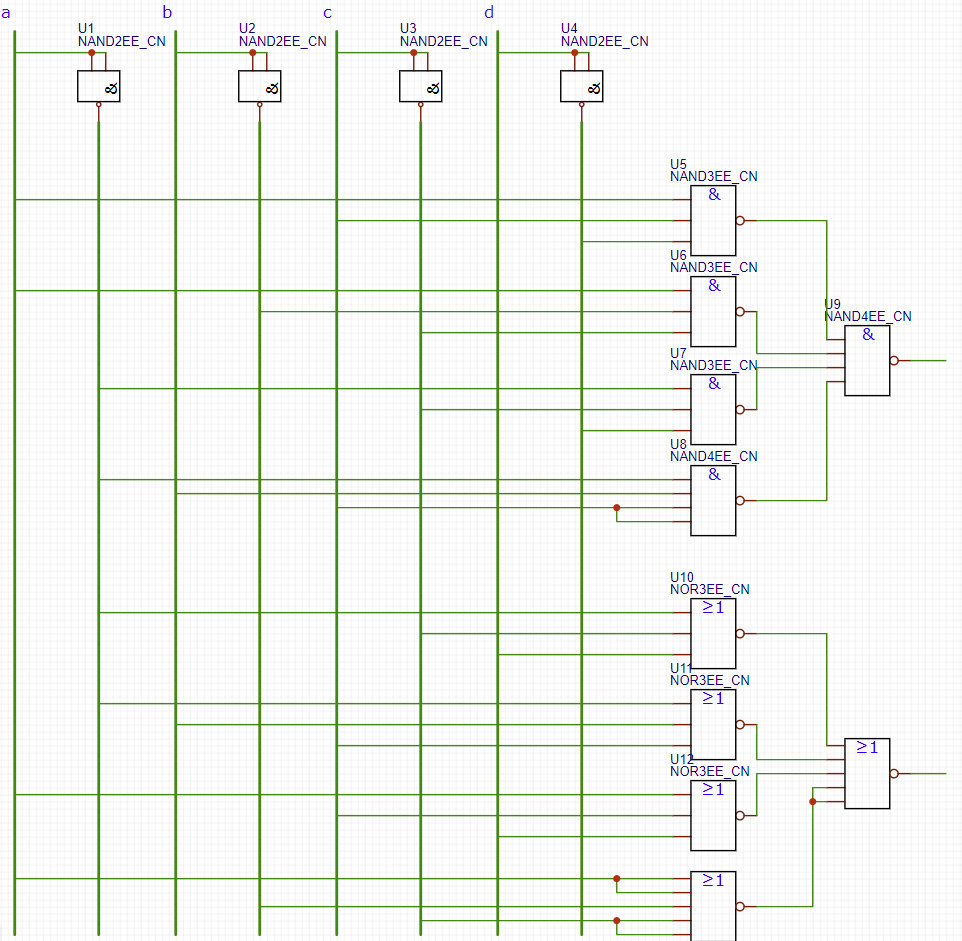 a
b
c
d
U1
NAND2EE_CN
U2
NAND2EE_CN
U3
NAND2EE_CN
U4
NAND2EE_CN
&
&
&
&
U5
NAND3EE_CN
&
U6
NAND3EE_CN
&
U9
NAND4EE_CN
&
U7
NAND3EE_CN
&
U8
NAND4EE_CN
&
U10
NOR3EE_CN
≥1
U11
NOR3EE_CN
≥1
U12
NOR3EE_CN
≥1
≥1
≥1